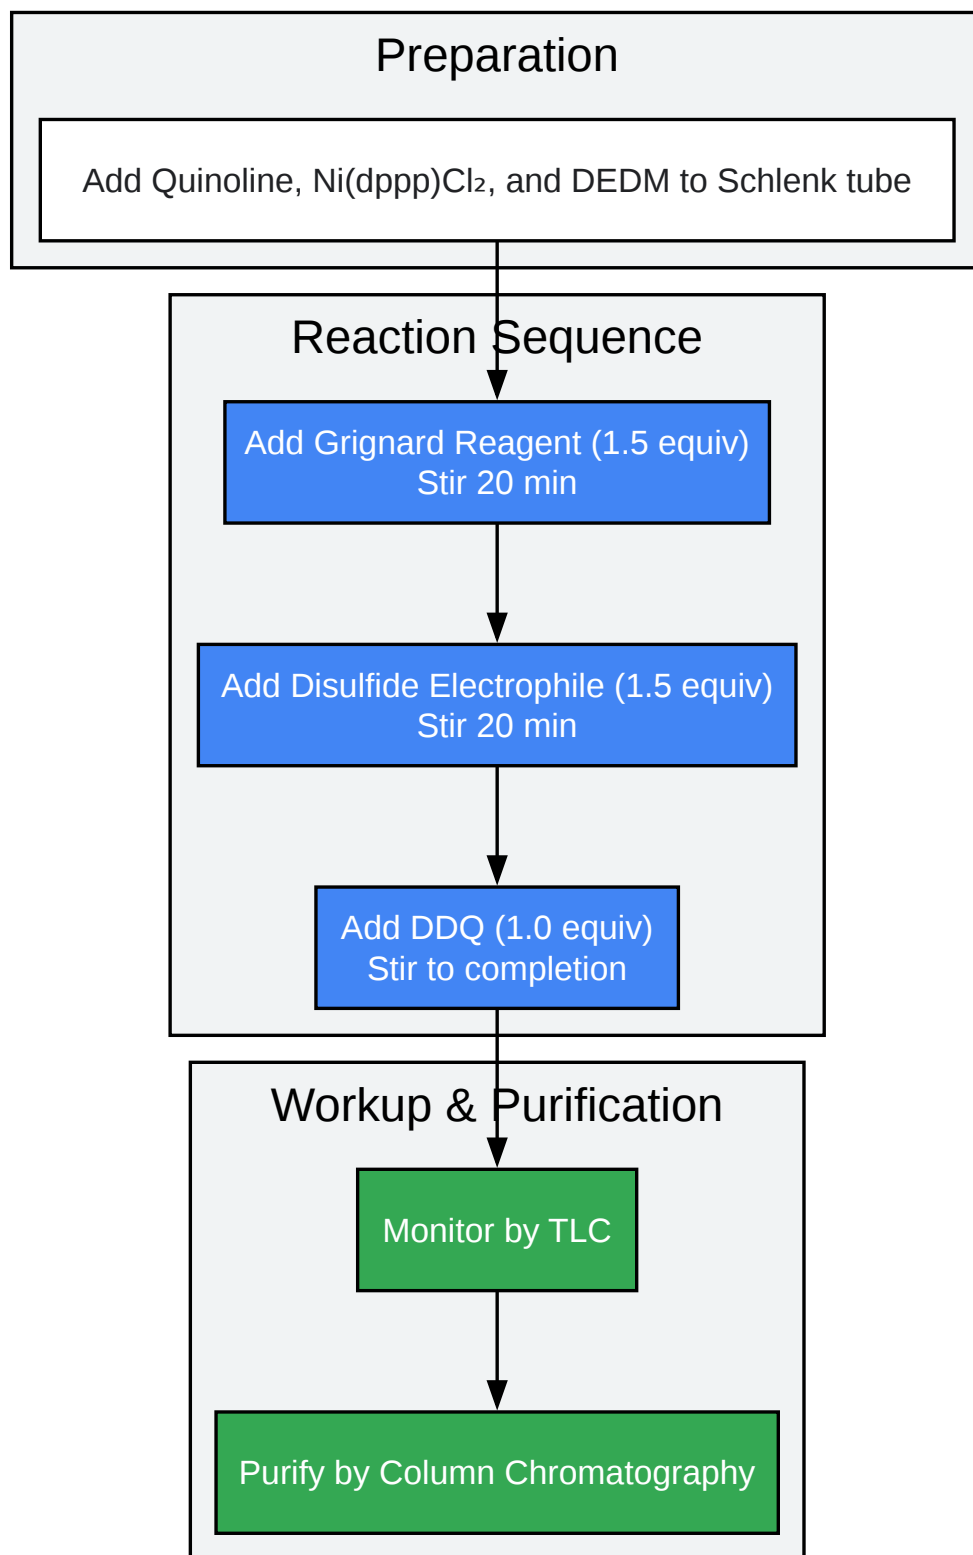 Preparation
Add Quinoline, Ni(dppp)Cl₂, and DEDM to Schlenk tube
Reaction Sequence
Add Grignard Reagent (1.5 equiv)
Stir 20 min
Add Disulfide Electrophile (1.5 equiv)
Stir 20 min
Add DDQ (1.0 equiv)
Stir to completion
Workup & Purification
Monitor by TLC
Purify by Column Chromatography